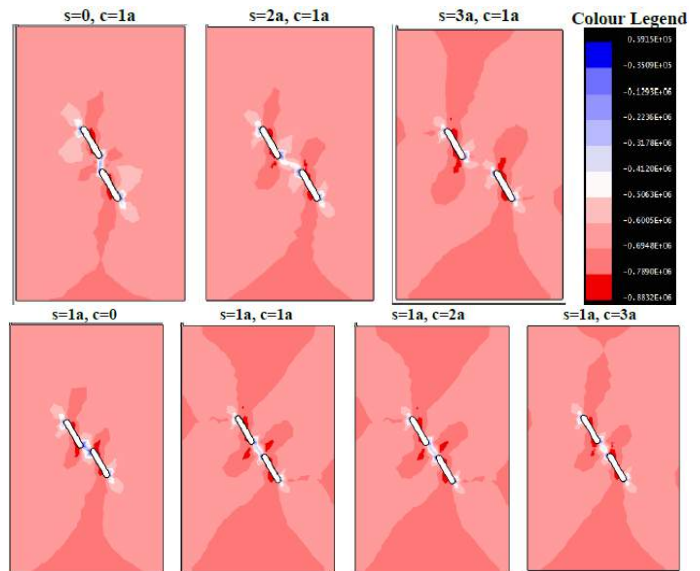 s=0, c=1a
s=2a, c=1a
s=3a, c=1a
Colour Legend
0.5915E+05
-0.3509E+05
-0.1293E+06
-0.2236E+06
-0.3178E+06
-0.4120E+06
-0.5063E+06
-0.6005E+06
-0.6948E+06
-0.7890E+06
-0.8832E+06
s=1a, c=0
s=1a, c=1a
s=1a, c=2a
s=1a, c=3a